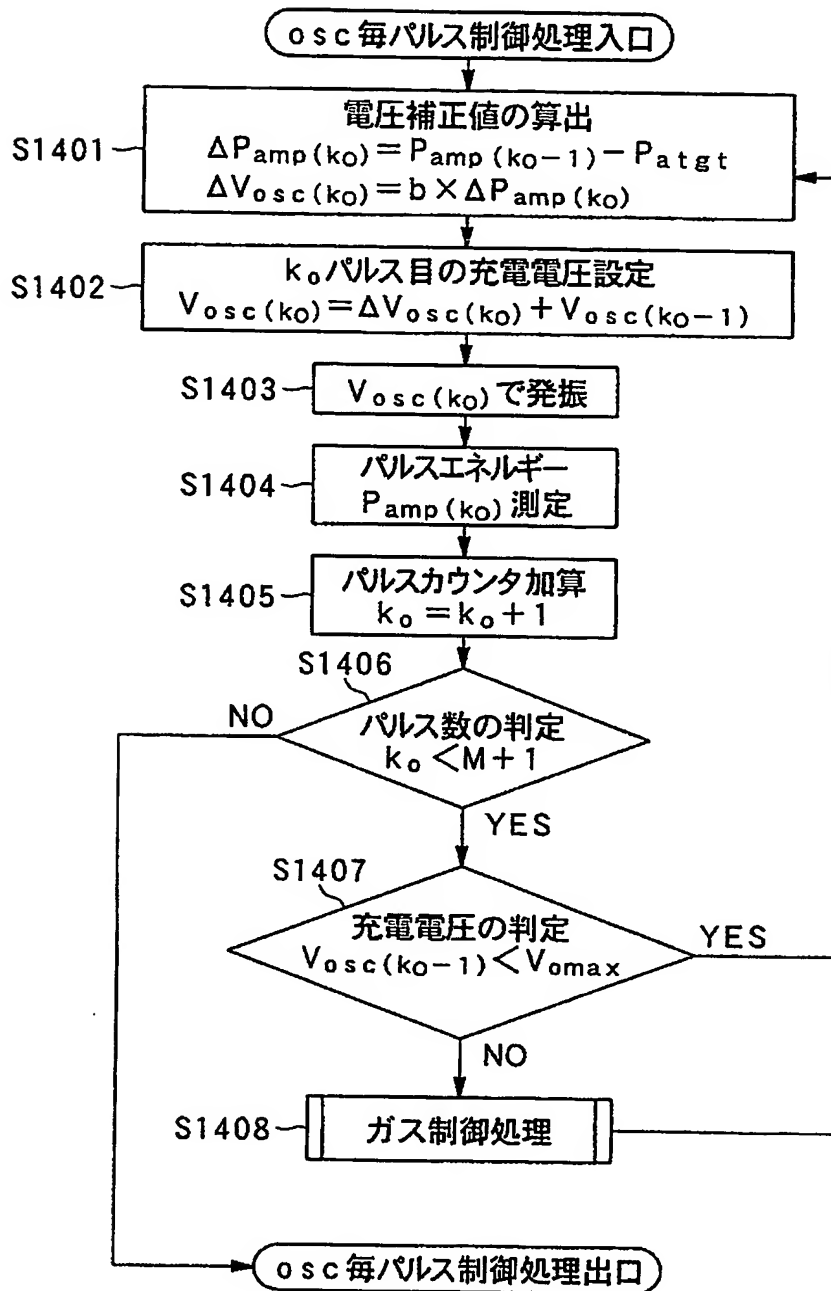 osc毎パルス制御処理入口
S1401
電圧補正値の算出
ΔPamp(ko)=Pamp(ko-1)-Patgt
ΔVosc(ko)=b×ΔPamp(ko)
S1402
koパルス目の充電電圧設定
Vosc(ko)=ΔVosc(ko)+Vosc(ko-1)
S1403
Vosc(ko)で発振
S1404
パルスエネルギー
Pamp(ko)測定
S1405
パルスカウンタ加算
ko=ko+1
S1406
NO
パルス数の判定
ko<M+1
YES
S1407
充電電圧の判定
Vosc(ko-1)<Vomax
YES
NO
S1408
ガス制御処理
osc毎パルス制御処理出口